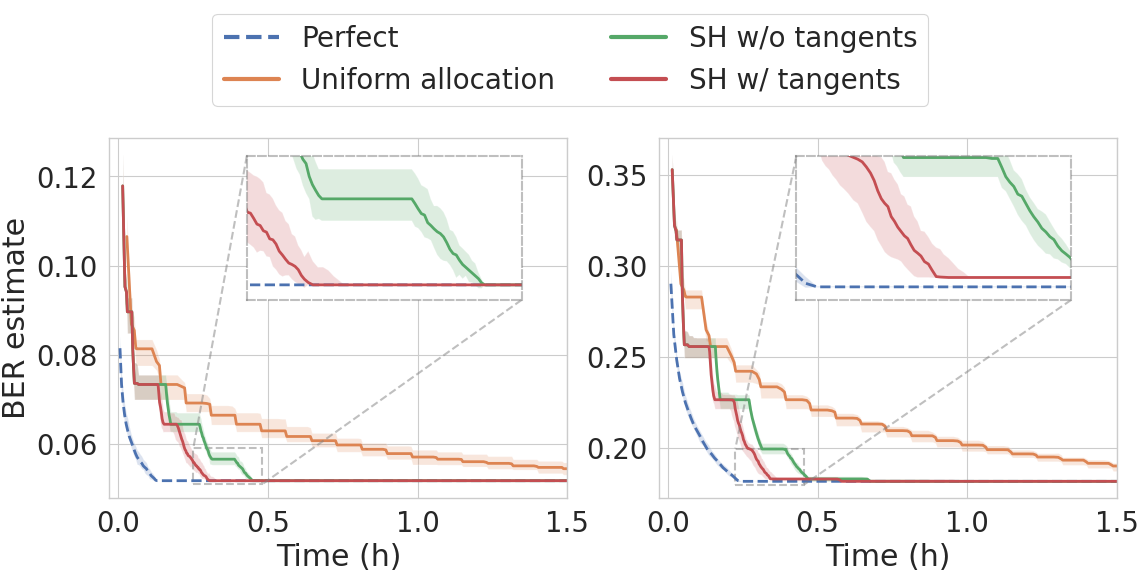 Perfect
Uniform allocation
SH w/o tangents
SH w/ tangents
BER estimate
0.12
0.10
0.08
0.06
0.0 0.5 1.0 1.5
Time (h)
0.35
0.30
0.25
0.20
0.0 0.5 1.0 1.5
Time (h)